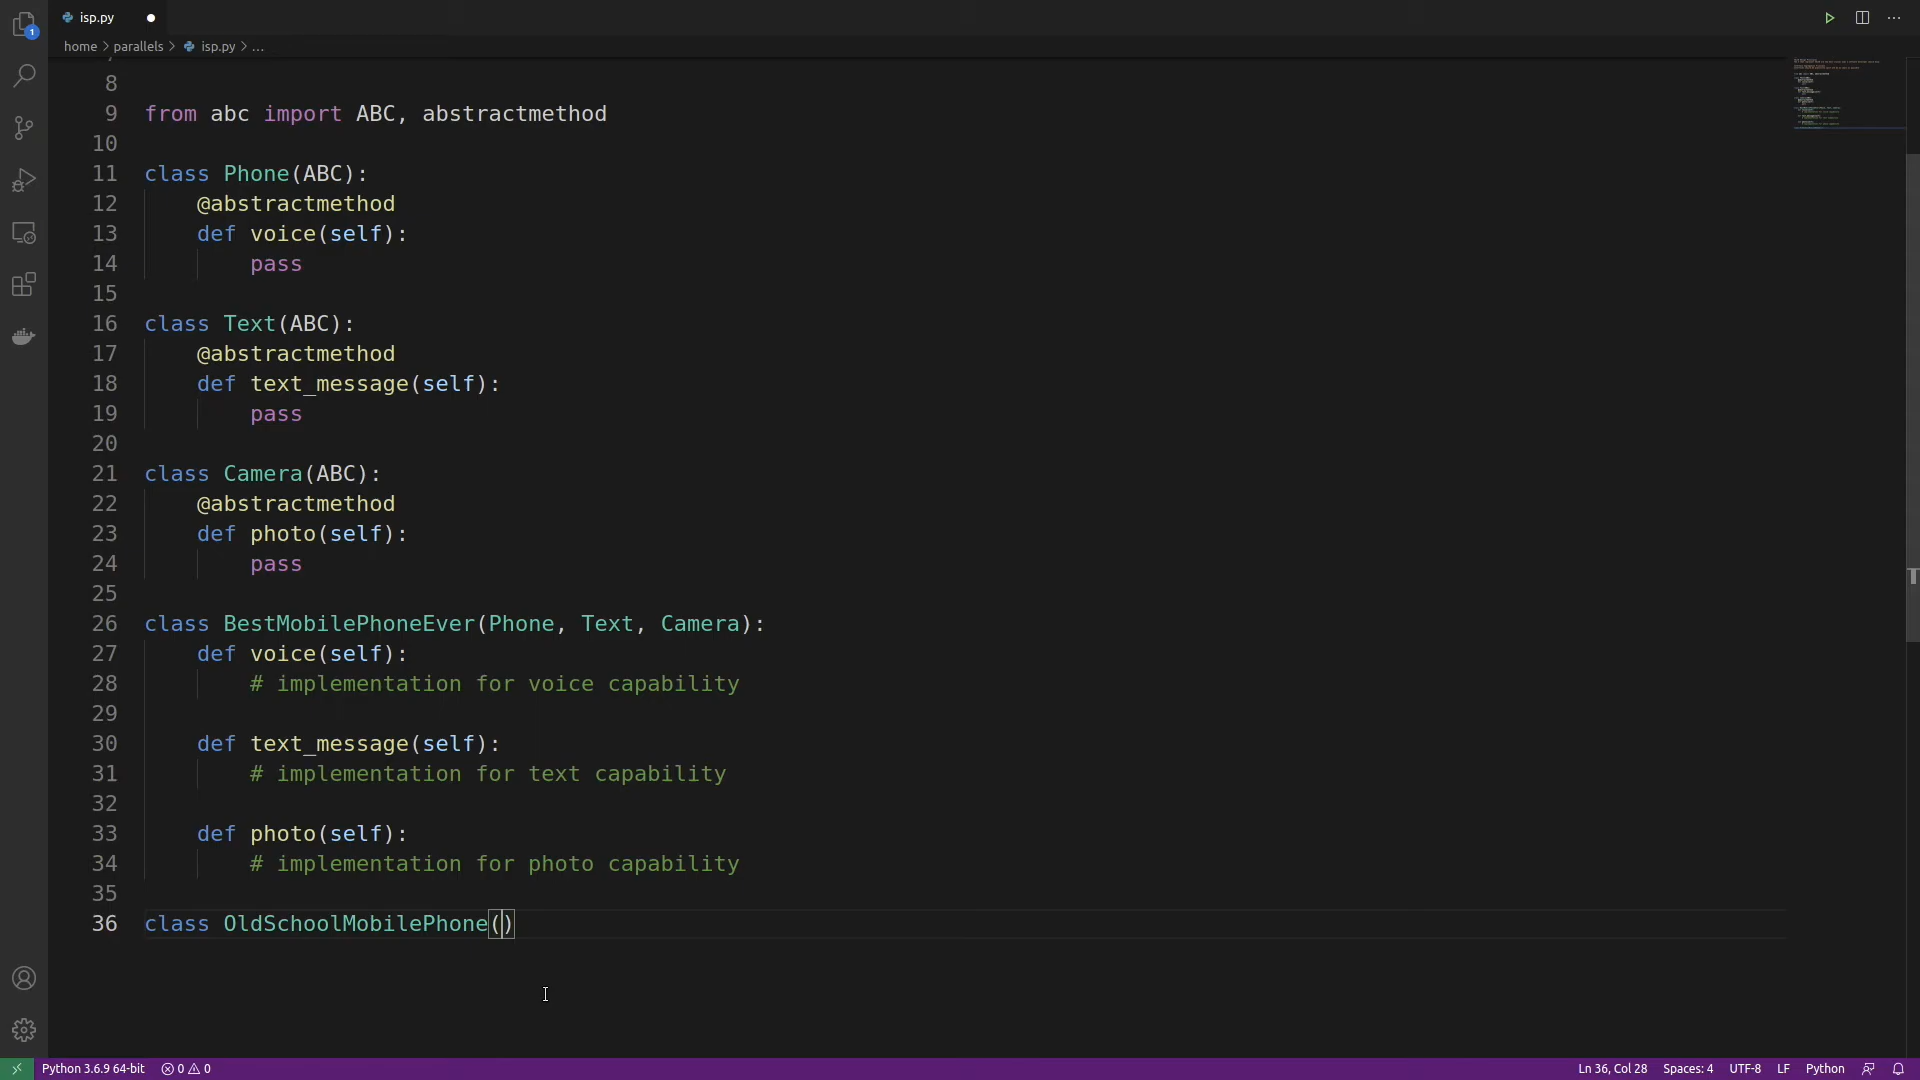 isp.py
home > parallels > isp.py > ...
8
9 from abc import ABC, abstractmethod
10
11 class Phone(ABC):
12     @abstractmethod
13     def voice(self):
14         pass
15
16 class Text(ABC):
17     @abstractmethod
18     def text_message(self):
19         pass
20
21 class Camera(ABC):
22     @abstractmethod
23     def photo(self):
24         pass
25
26 class BestMobilePhoneEver(Phone, Text, Camera):
27     def voice(self):
28         # implementation for voice capability
29
30     def text_message(self):
31         # implementation for text capability
32
33     def photo(self):
34         # implementation for photo capability
35
36 class OldSchoolMobilePhone()
1
Python 3.6.9 64-bit 0 0 Ln 36, Col 28 Spaces: 4 UTF-8 LF Python